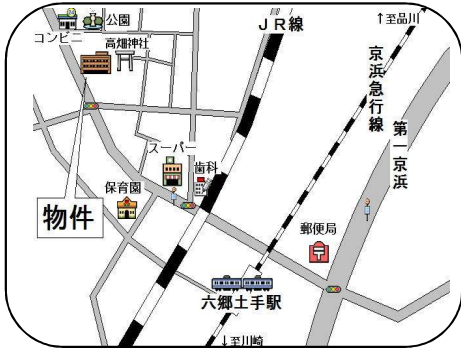 公園
コンビニ
高畑神社
JR線
↑至品川
京浜急行線
第一京浜
スーパー
歯科
保育園
物件
郵便局
六郷土手駅
↓至川崎